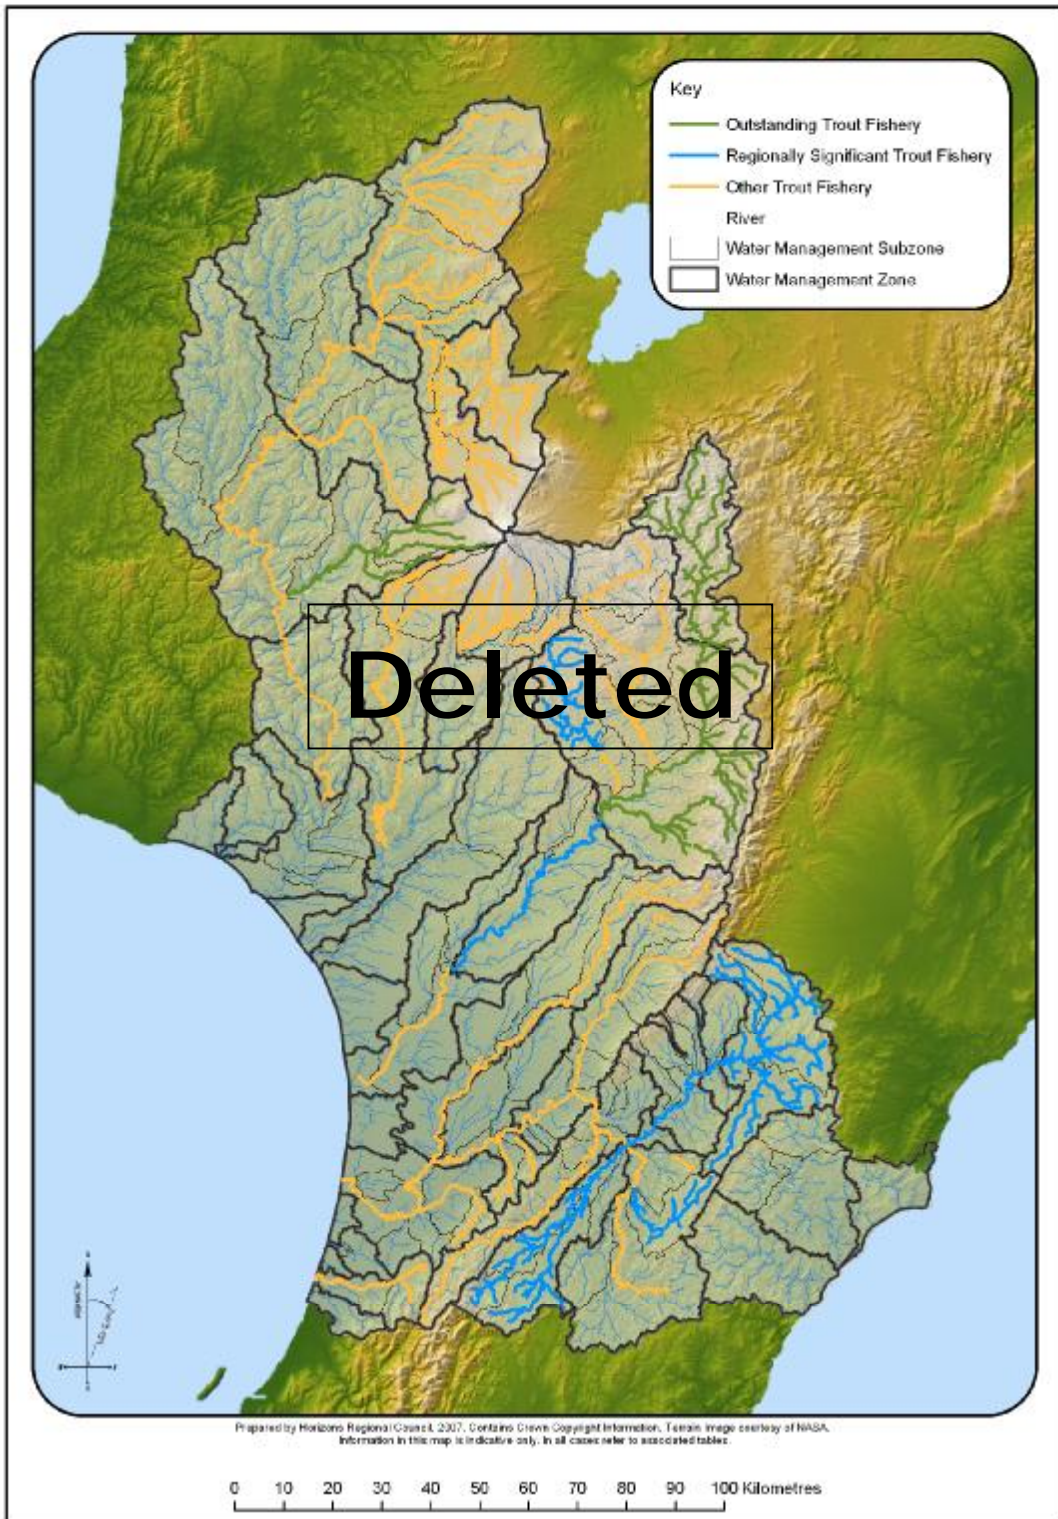 Key
Outstanding Trout Fishery
Regionally Significant Trout Fishery
Other Trout Fishery
River
Water Management Subzone
Water Management Zone
Deleted
Prepared by Horizons Regional Council, 2007. Contains Crown Copyright Information. Terrain Image courtesy of NASA.
Information in this map is indicative only. In all cases refer to associated tables.
0 10 20 30 40 50 60 70 80 90 100 Kilometres